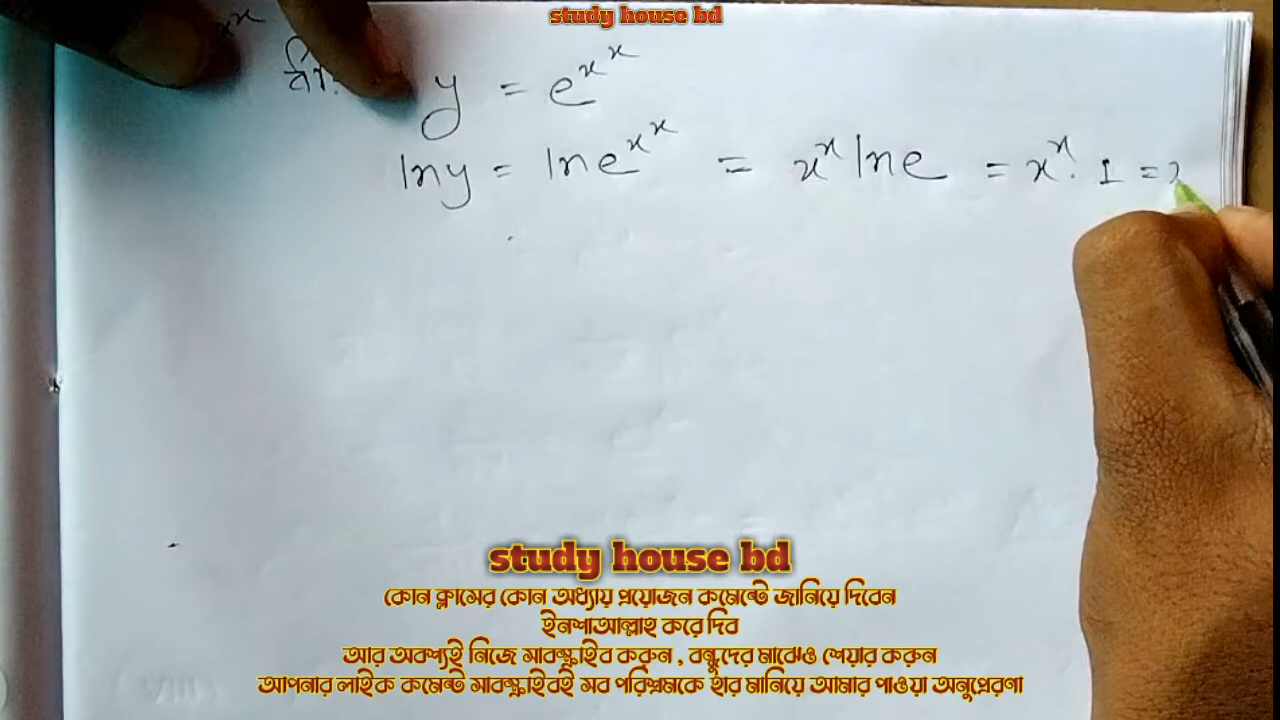 study house bd
y = e^{x^x}
ln y = ln e^{x^x} = x^x ln e = x^x . 1 =
study house bd
কোন ক্লাসের কোন অধ্যায় প্রয়োজন কমেন্টে জানিয়ে দিবেন
ইনশাআল্লাহ করে দিব
আর অবশ্যই নিজে সাবস্ক্রাইব করুন , বন্ধুদের মাঝেও শেয়ার করুন
আপনার লাইক কমেন্ট সাবস্ক্রাইবই সব পরিশ্রমকে হার মানিয়ে আমার পাওয়া অনুপ্রেরণা